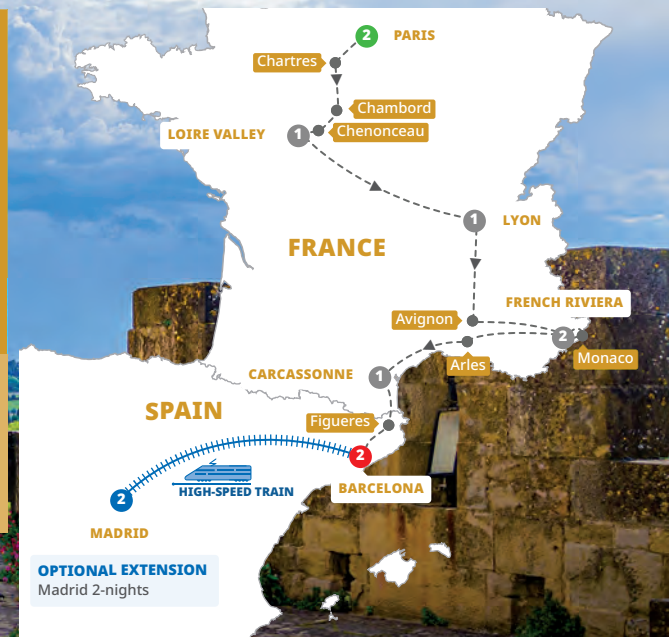 2 PARIS
Chartres
Chambord
LOIRE VALLEY 1 Chenonceau
1 LYON
FRANCE
FRENCH RIVIERA
Avignon
2
Monaco
Arles
CARCASSONNE 1
SPAIN
Figueres
2
BARCELONA
HIGH-SPEED TRAIN
2
MADRID
OPTIONAL EXTENSION
Madrid 2-nights